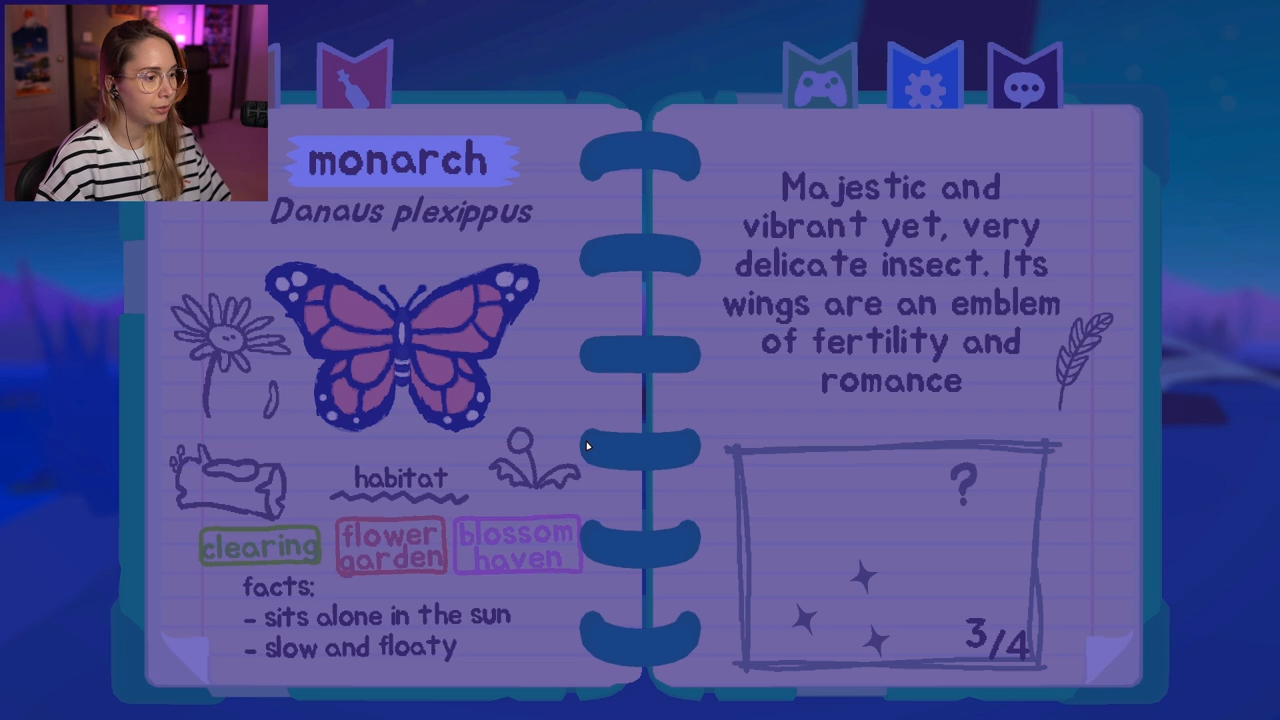 monarch
Danaus plexippus
habitat
clearing
flower
garden
blossom
haven
facts:
- sits alone in the sun
- slow and floaty
Majestic and
vibrant yet, very
delicate insect. Its
wings are an emblem
of fertility and
romance
?
3/4